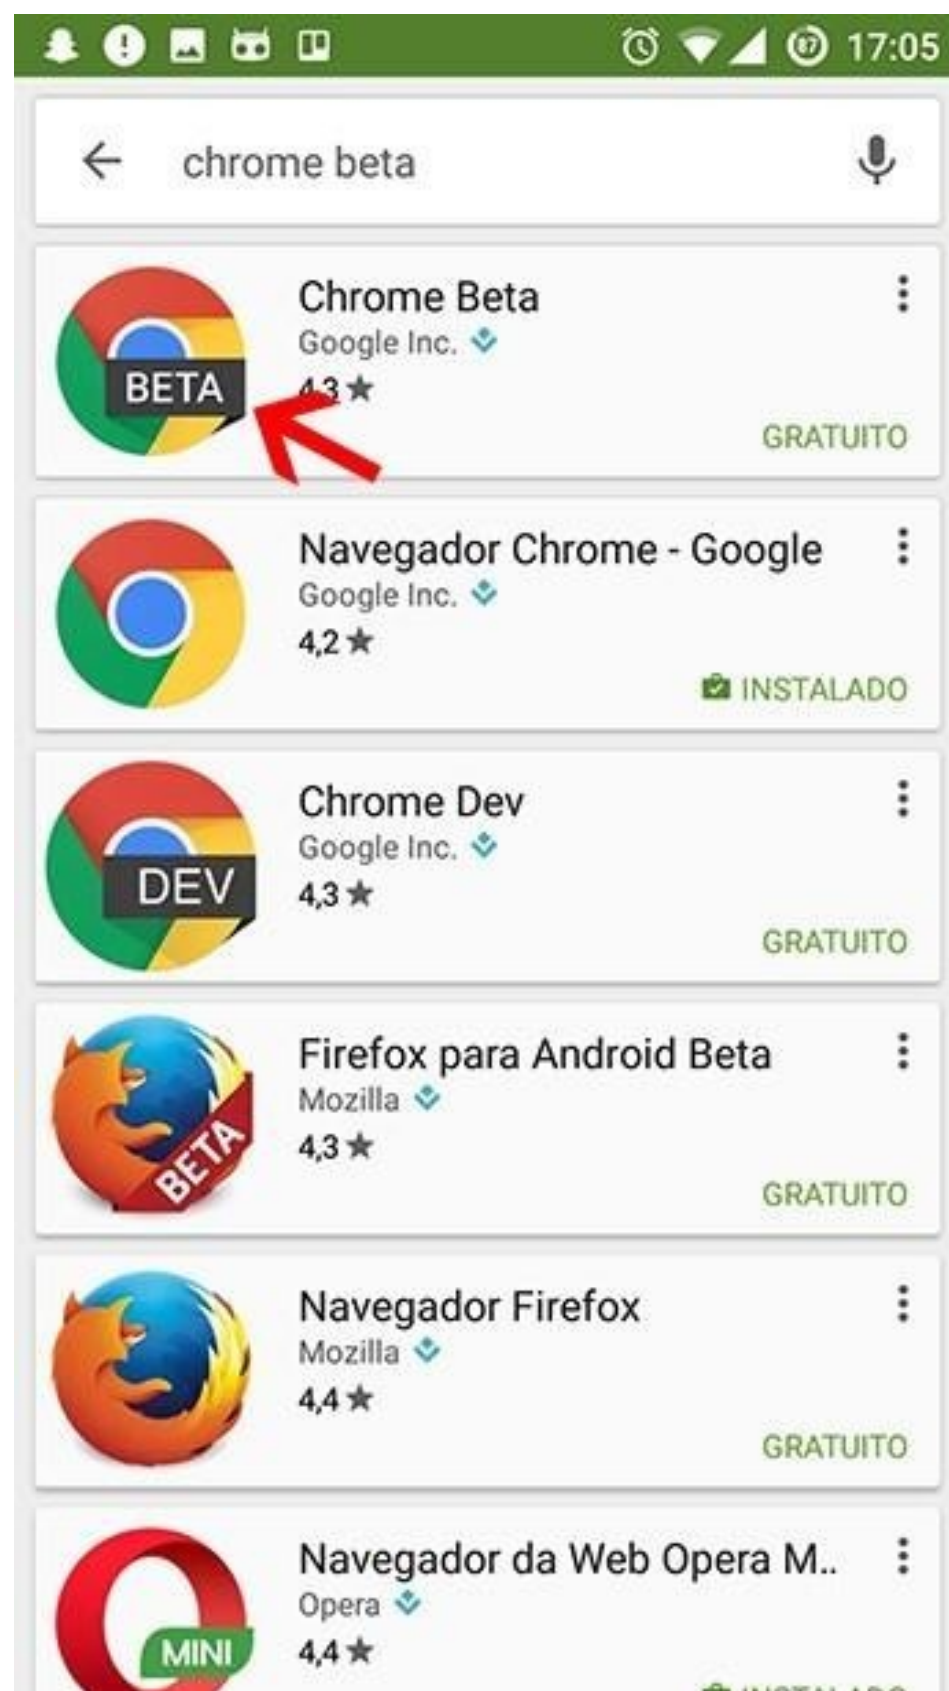 87 17:05
chrome beta
BETA
Chrome Beta
Google Inc.
4,3
GRATUITO
Navegador Chrome - Google
Google Inc.
4,2
INSTALADO
DEV
Chrome Dev
Google Inc.
4,3
GRATUITO
BETA
Firefox para Android Beta
Mozilla
4,3
GRATUITO
Navegador Firefox
Mozilla
4,4
GRATUITO
MINI
Navegador da Web Opera M..
Opera
4,4
INSTALADO